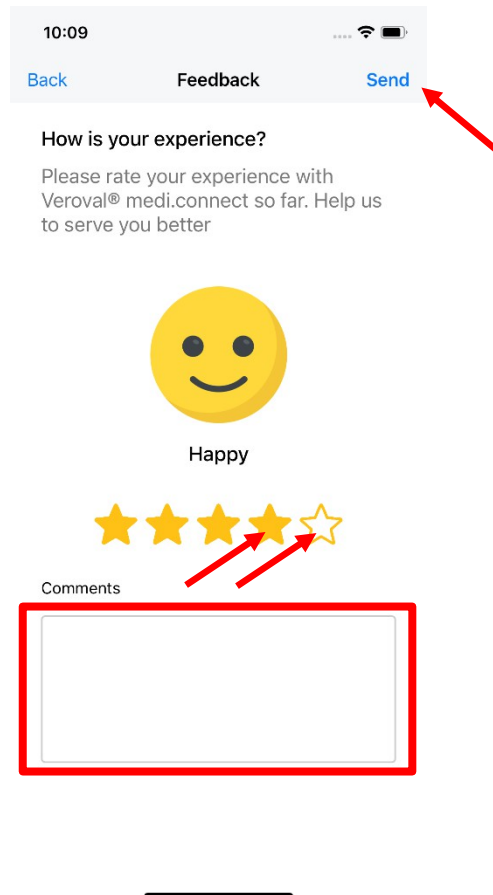 10:09
Back Feedback Send
How is your experience?
Please rate your experience with
Veroval® medi.connect so far. Help us
to serve you better
Happy
Comments